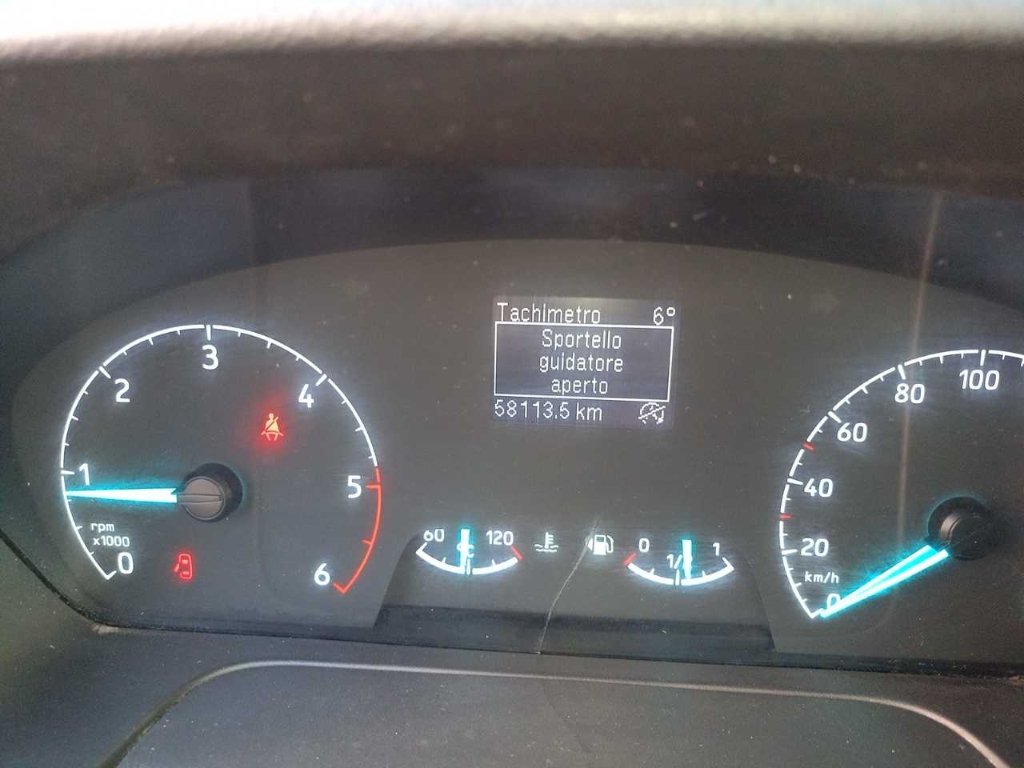 Tachimetro 6°
Sportello
guidatore
aperto
58113.5 km
0 1 2 3 4 5 6
rpm
x1000
60 °C 120
0 1/2 1
0 20 40 60 80 100
km/h